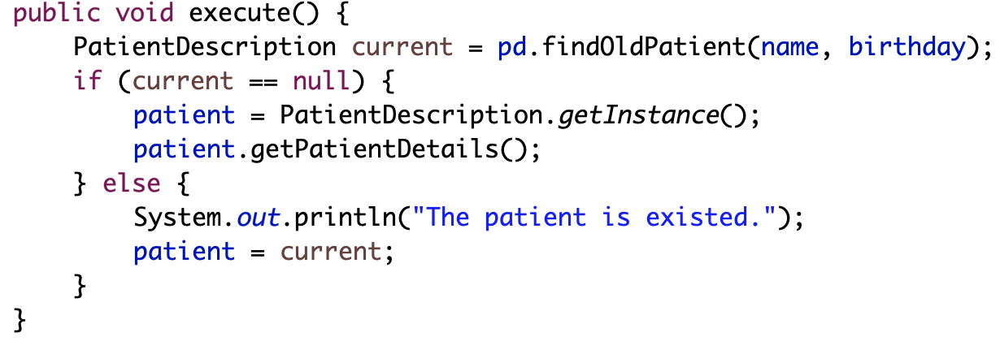 public void execute() {
    PatientDescription current = pd.findOldPatient(name, birthday);
    if (current == null) {
        patient = PatientDescription.getInstance();
        patient.getPatientDetails();
    } else {
        System.out.println("The patient is existed.");
        patient = current;
    }
}